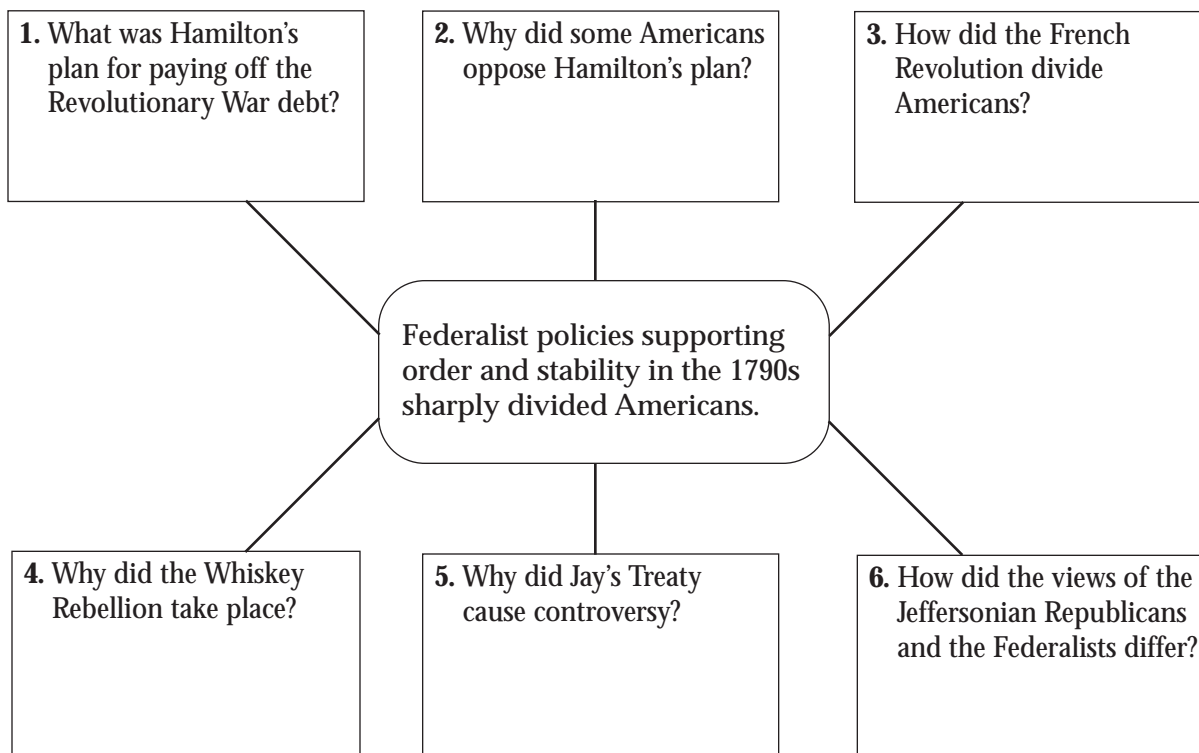 1. What was Hamilton's
plan for paying off the
Revolutionary War debt?
2. Why did some Americans
oppose Hamilton's plan?
3. How did the French
Revolution divide
Americans?
Federalist policies supporting
order and stability in the 1790s
sharply divided Americans.
4. Why did the Whiskey
Rebellion take place?
5. Why did Jay's Treaty
cause controversy?
6. How did the views of the
Jeffersonian Republicans
and the Federalists differ?